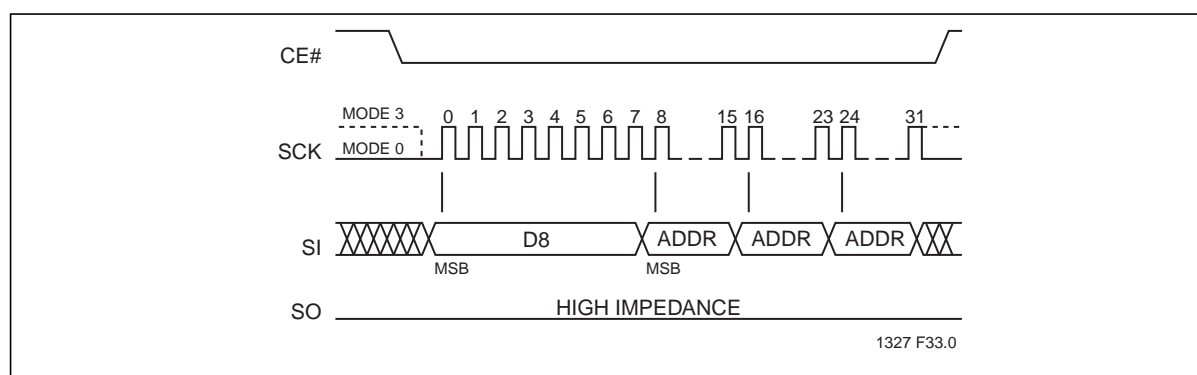 CE#
MODE 3
0 1 2 3 4 5 6 7 8 15 16 23 24 31
SCK MODE 0
SI D8 ADDR ADDR ADDR
MSB MSB
SO HIGH IMPEDANCE
1327 F33.0